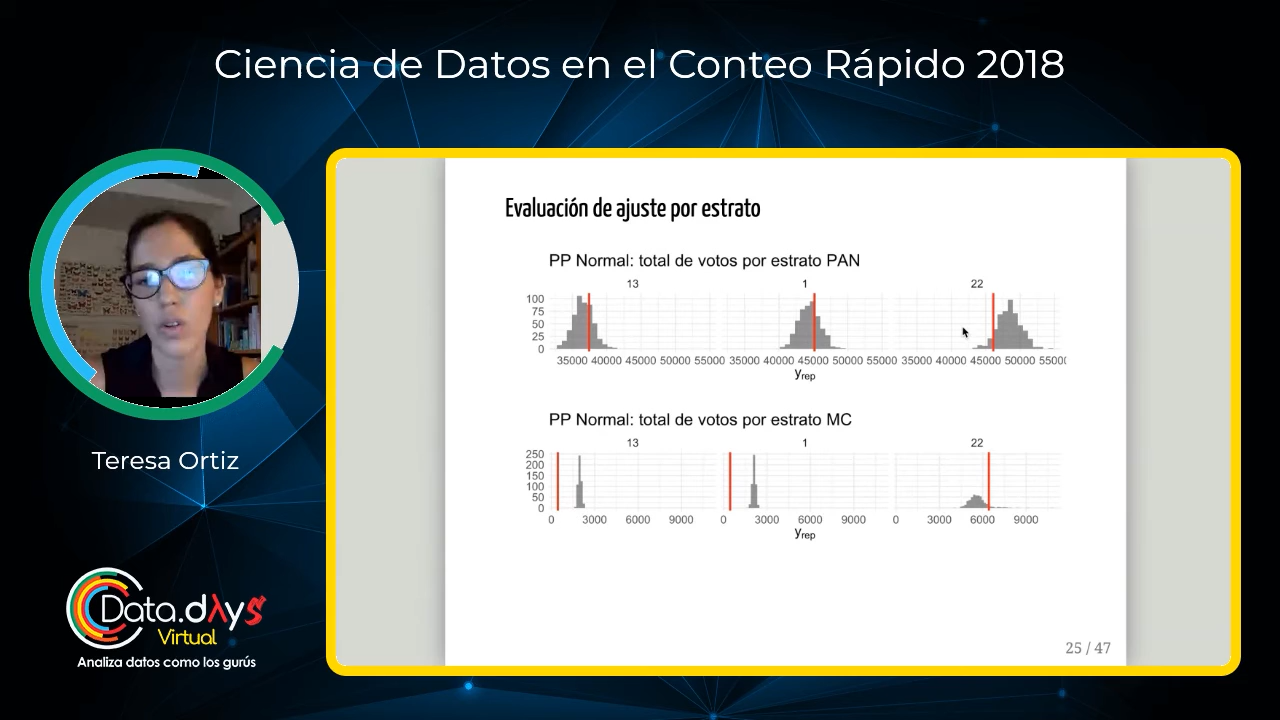 Ciencia de Datos en el Conteo Rápido 2018
Evaluación de ajuste por estrato
PP Normal: total de votos por estrato PAN
13 1 22
100
75
50
25
0
35000 40000 45000 50000 55000 35000 40000 45000 50000 55000 35000 40000 45000 50000 5500
yrep
PP Normal: total de votos por estrato MC
13 1 22
250
200
150
100
50
0
0 3000 6000 9000 0 3000 6000 9000 0 3000 6000 9000
yrep
25 / 47
Teresa Ortiz
Data.dλys
Virtual
Analiza datos como los gurús